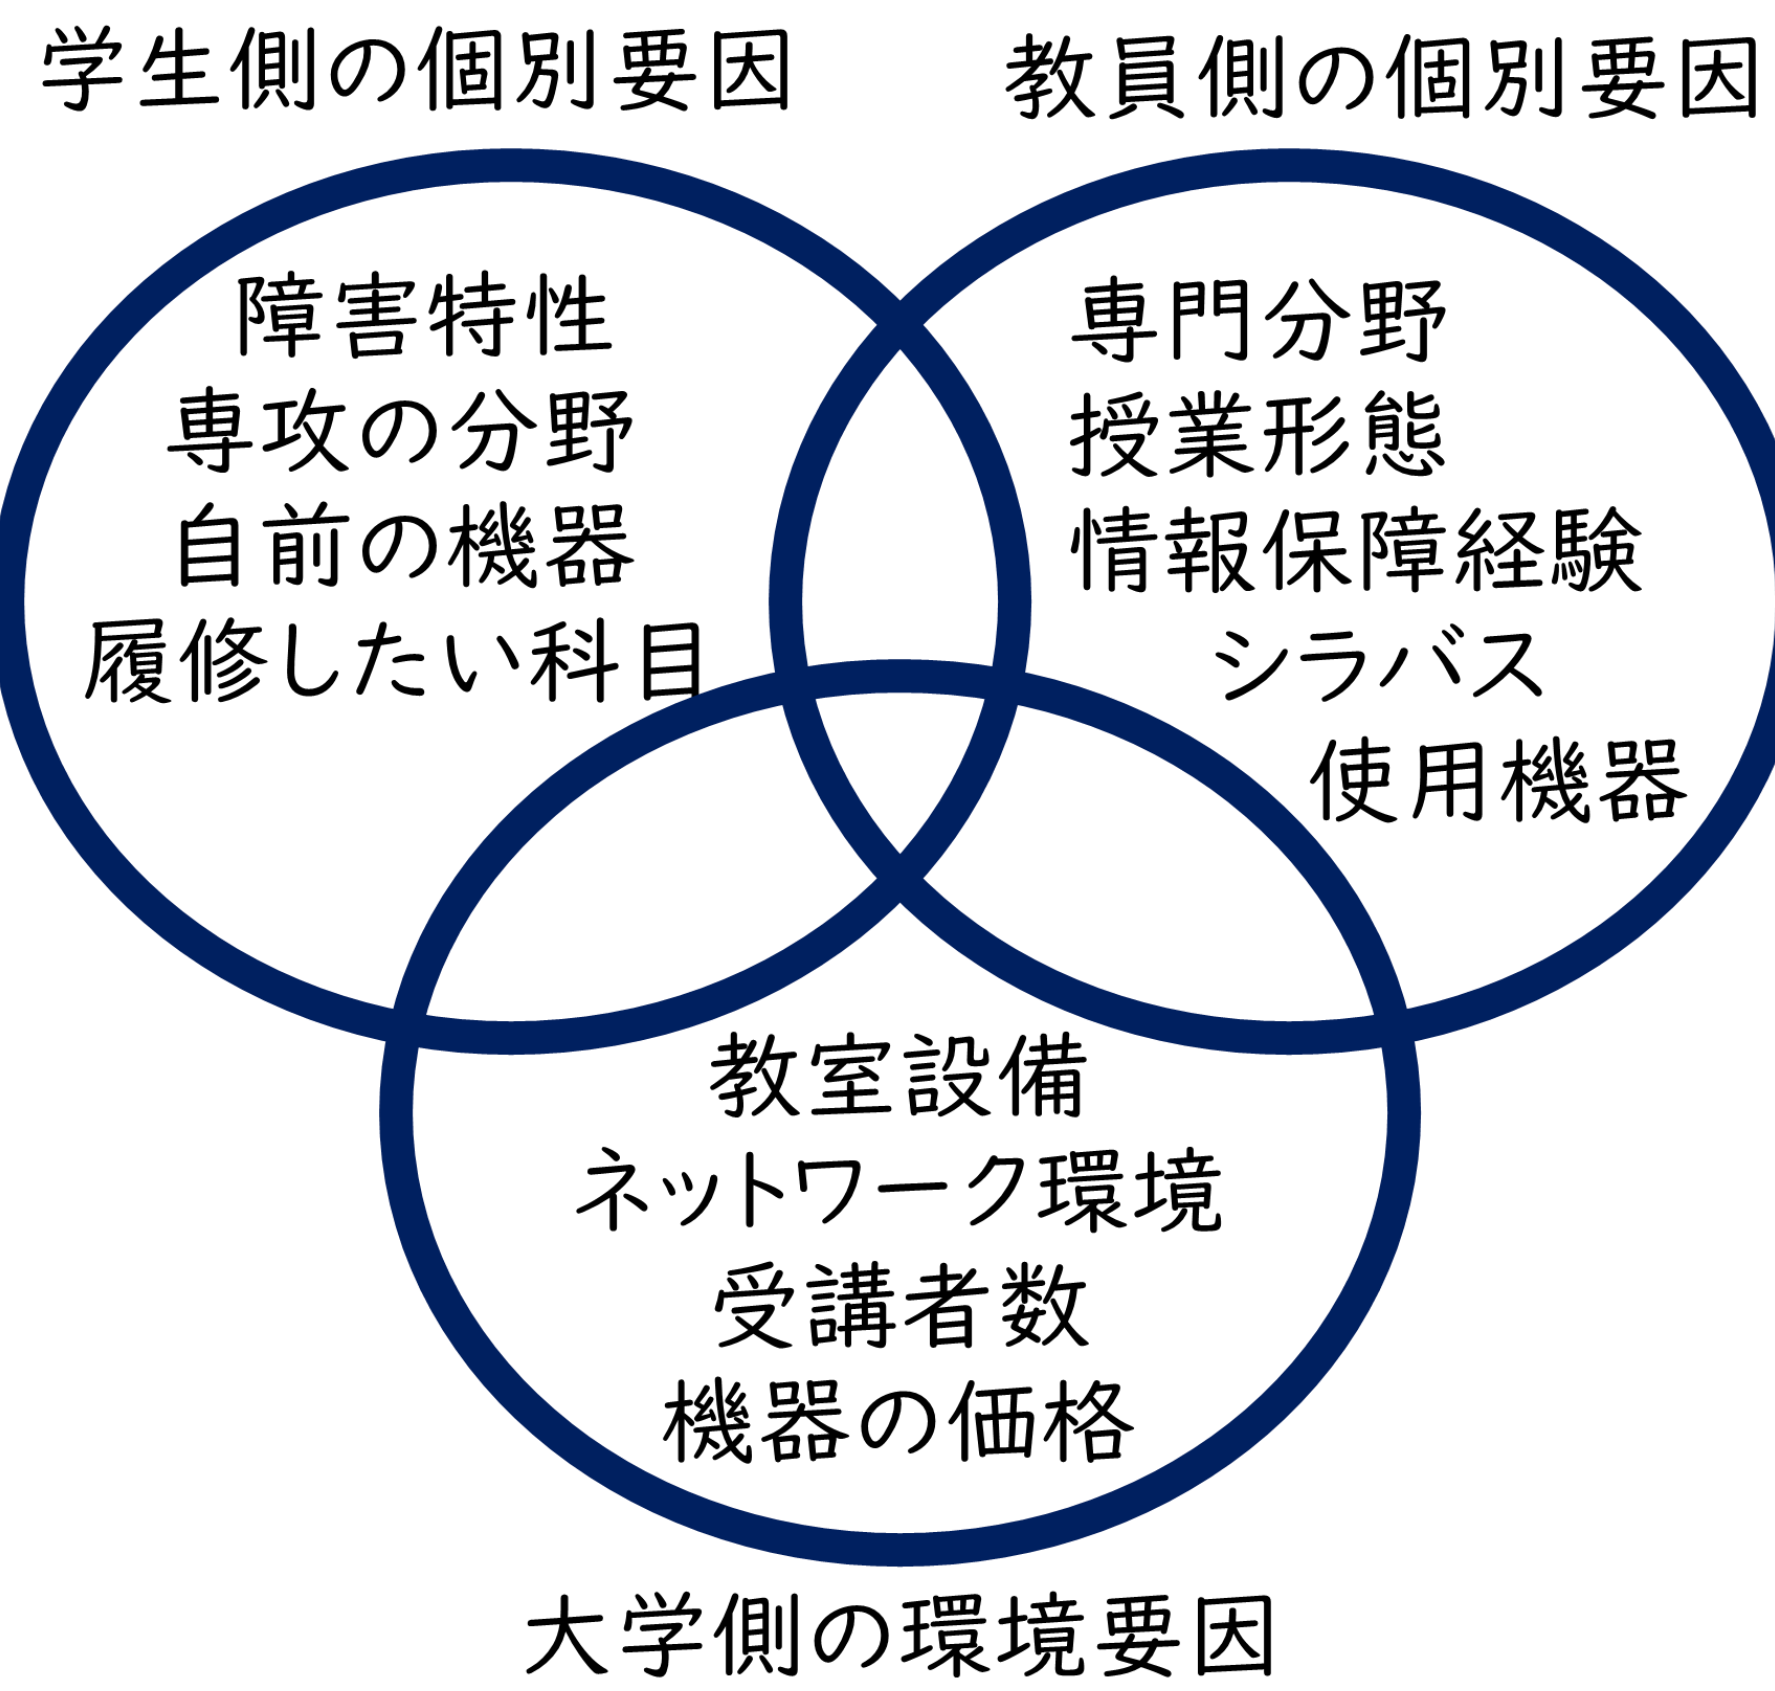 学生側の個別要因
教員側の個別要因
障害特性
専攻の分野
自前の機器
履修したい科目
専門分野
授業形態
情報保障経験
シラバス
使用機器
教室設備
ネットワーク環境
受講者数
機器の価格
大学側の環境要因